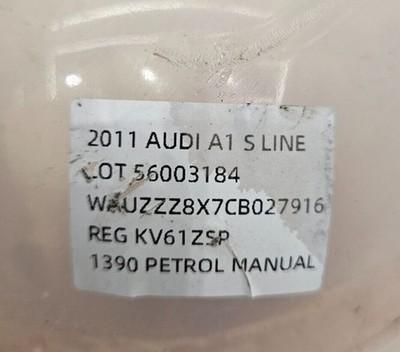 2011 AUDI A1 S LINE
LOT 56003184
WAUZZZ8X7CB027916
REG KV61ZSP
1390 PETROL MANUAL